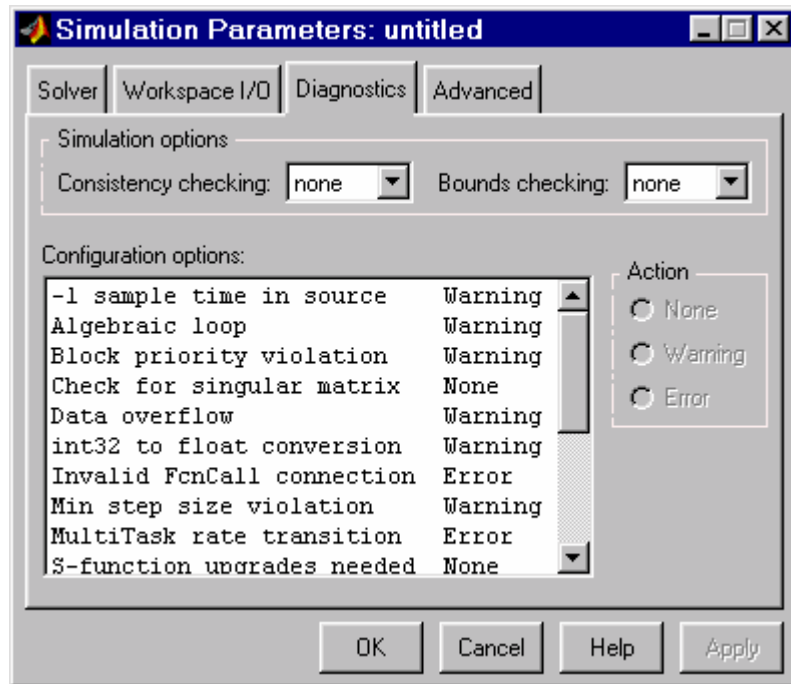 Simulation Parameters: untitled
Solver Workspace I/O Diagnostics Advanced
Simulation options
Consistency checking: none Bounds checking: none
Configuration options:
-1 sample time in source Warning
Algebraic loop Warning
Block priority violation Warning
Check for singular matrix None
Data overflow Warning
int32 to float conversion Warning
Invalid FcnCall connection Error
Min step size violation Warning
MultiTask rate transition Error
S-function upgrades needed None
Action
None
Warning
Error
OK Cancel Help Apply